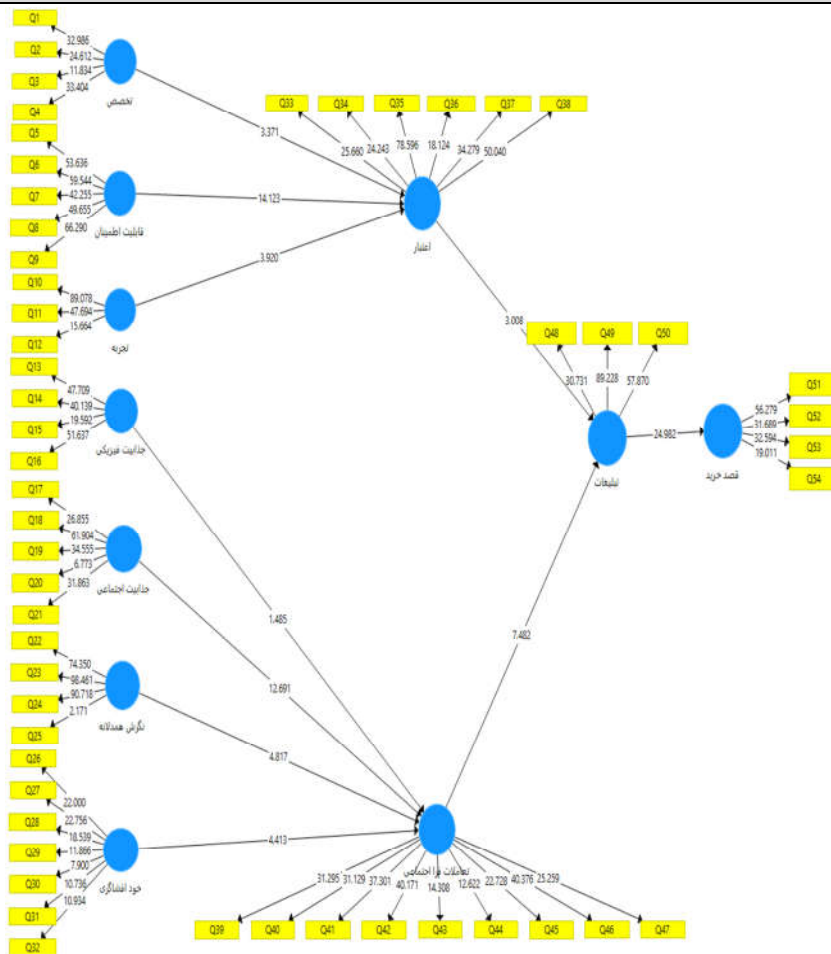 Q1
32.986
Q2
24.612
Q3
11.834
33.404
Q4
تخصص
Q5
53.636
Q6
59.544
Q7
42.255
49.655
Q8
66.290
قابلیت اطمینان
Q9
Q10
89.078
Q11
47.694
15.664
Q12
تجربه
Q13
47.709
Q14
40.139
Q15
19.592
51.637
Q16
جذابیت فیزیکی
Q17
26.855
Q18
61.904
Q19
34.555
6.773
Q20
31.863
جذابیت اجتماعی
Q21
Q22
74.350
Q23
98.461
Q24
90.718
2.171
Q25
نگرش همدلانه
Q26
22.000
Q27
22.756
Q28
18.539
Q29
11.866
7.900
Q30
10.736
خود افشاگری
Q31
10.934
Q32
3.371
14.123
3.920
Q33
Q34
Q35
Q36
Q37
Q38
25.660
24.243
78.596
18.124
34.279
50.040
اعتبار
3.008
1.485
12.691
4.817
4.413
7.482
Q48
Q49
Q50
30.731
89.228
57.870
تبلیغات
24.982
قصد خرید
Q51
56.279
Q52
31.689
Q53
32.594
19.011
Q54
تعاملات فرا اجتماعی
31.295
31.129
37.301
40.171
14.308
12.622
22.728
40.376
25.259
Q39
Q40
Q41
Q42
Q43
Q44
Q45
Q46
Q47